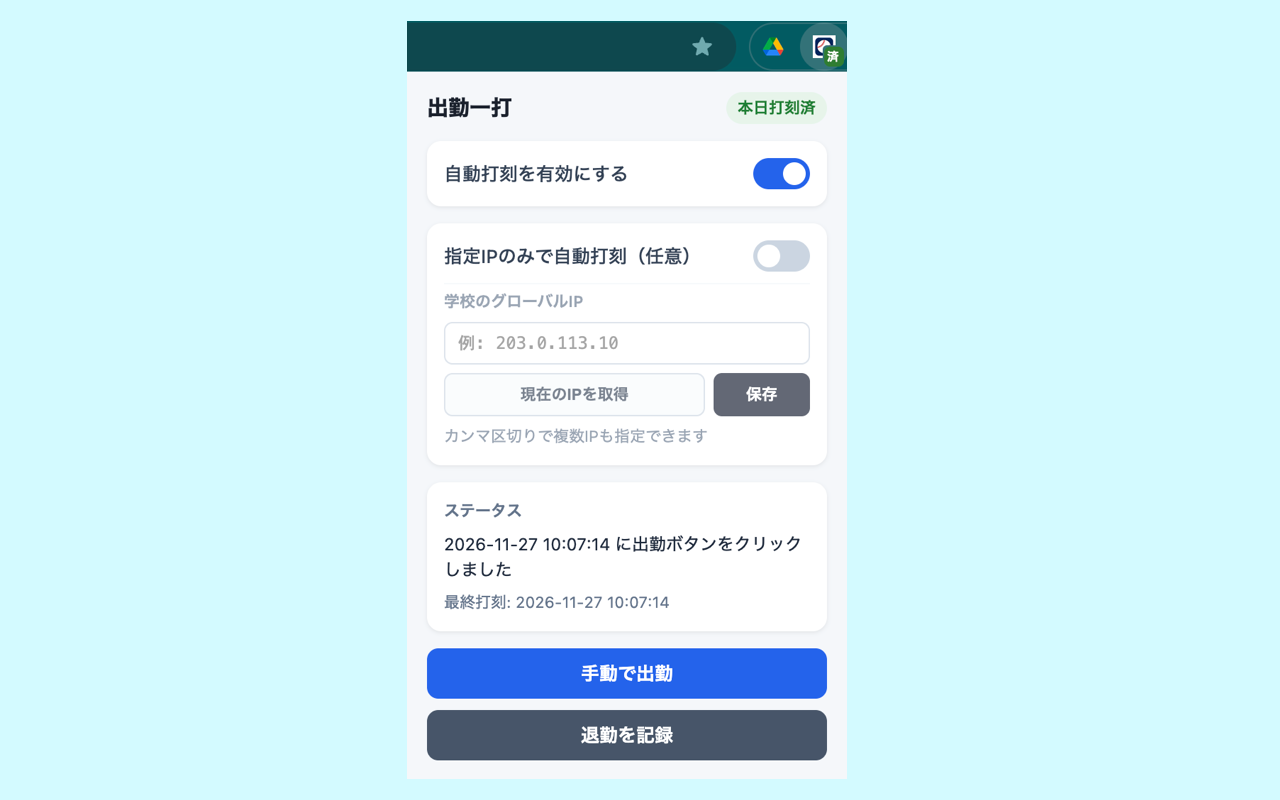 済
出勤一打
本日打刻済
自動打刻を有効にする
指定IPのみで自動打刻（任意）
学校のグローバルIP
例: 203.0.113.10
現在のIPを取得
保存
カンマ区切りで複数IPも指定できます
ステータス
2026-11-27 10:07:14 に出勤ボタンをクリック
しました
最終打刻: 2026-11-27 10:07:14
手動で出勤
退勤を記録